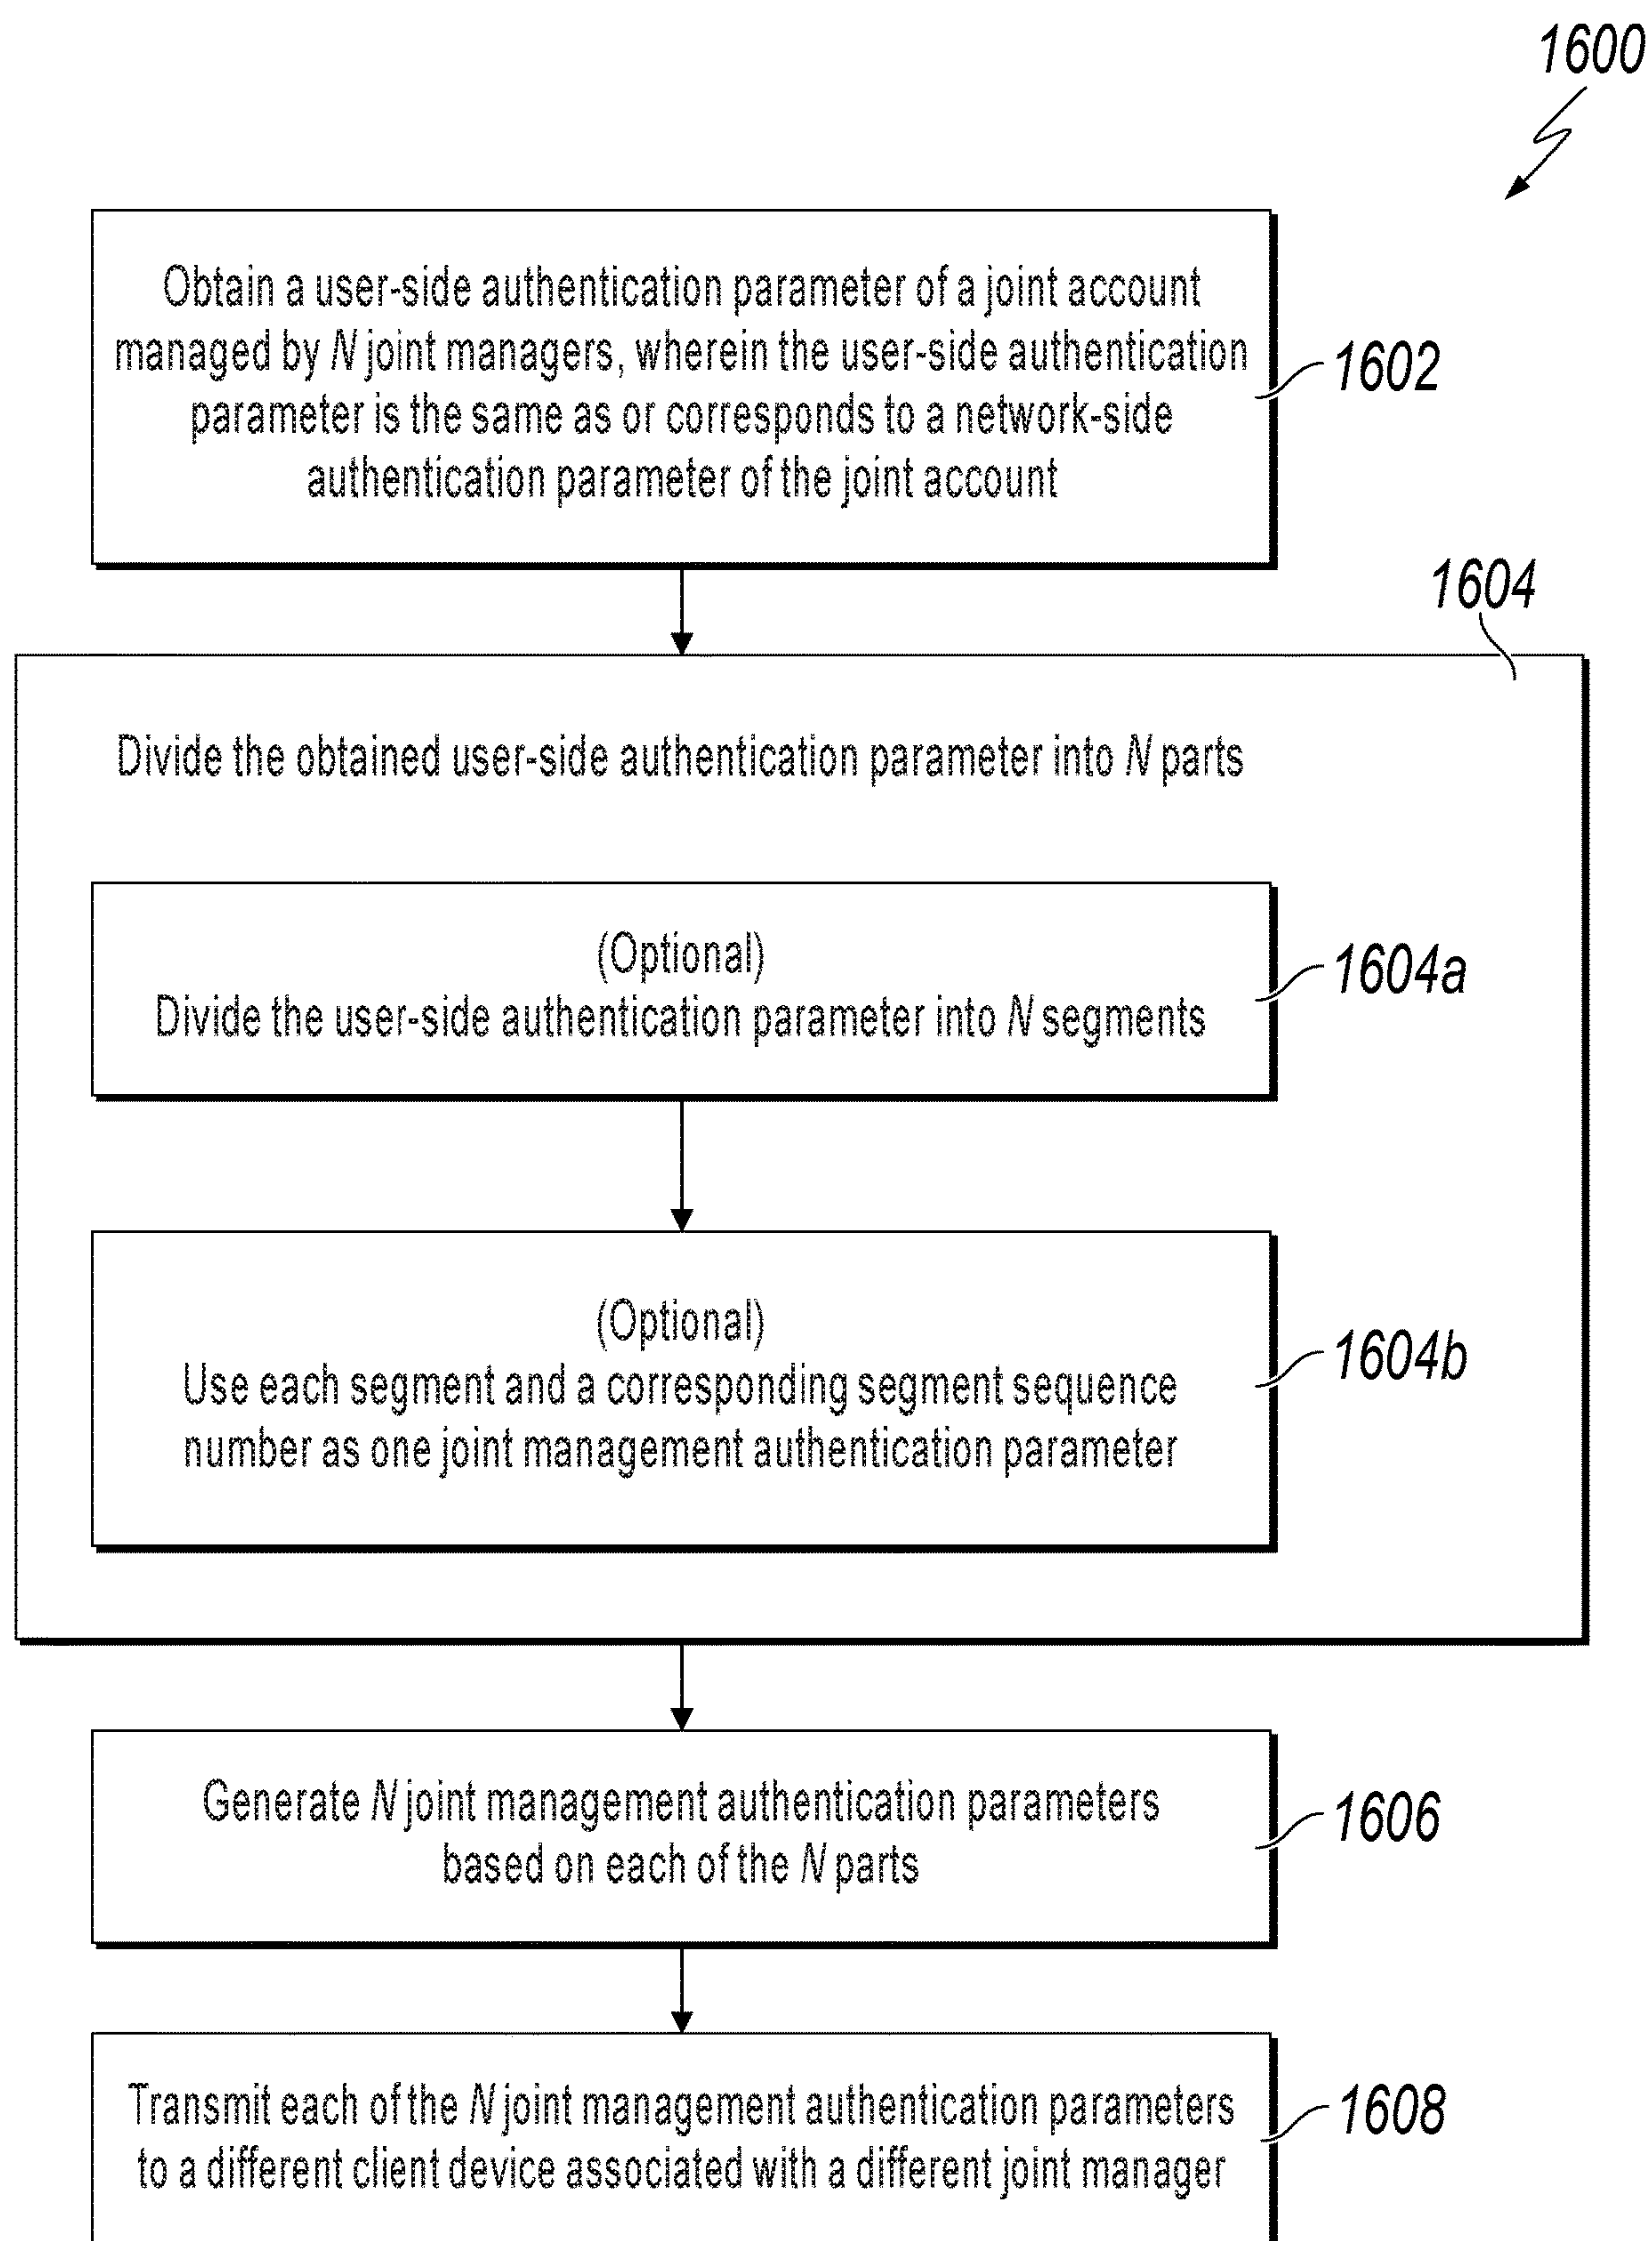 1600
Obtain a user-side authentication parameter of a joint account
managed by N joint managers, wherein the user-side authentication
parameter is the same as or corresponds to a network-side
authentication parameter of the joint account
1602
1604
Divide the obtained user-side authentication parameter into N parts
(Optional)
Divide the user-side authentication parameter into N segments
1604a
(Optional)
Use each segment and a corresponding segment sequence
number as one joint management authentication parameter
1604b
Generate N joint management authentication parameters
based on each of the N parts
1606
Transmit each of the N joint management authentication parameters
to a different client device associated with a different joint manager
1608